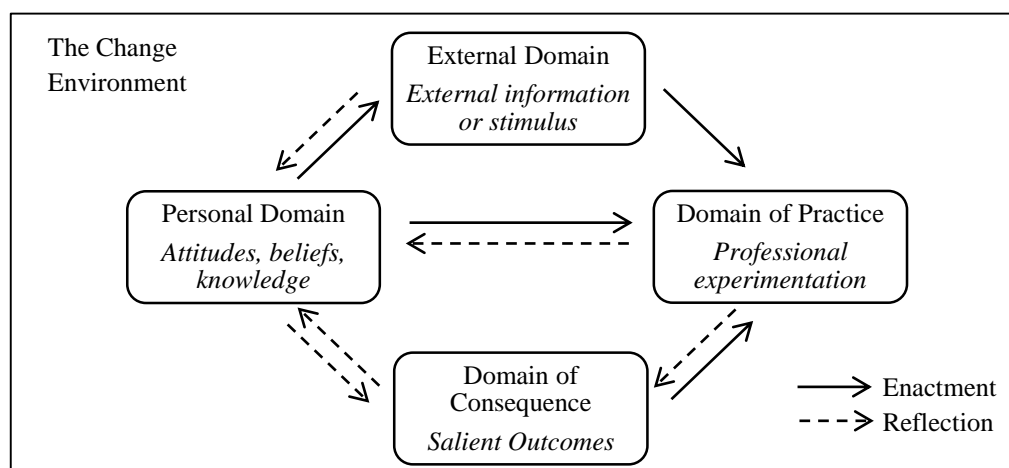 The Change
Environment
External Domain
External information
or stimulus
Personal Domain
Attitudes, beliefs,
knowledge
Domain of Practice
Professional
experimentation
Domain of
Consequence
Salient Outcomes
Enactment
Reflection